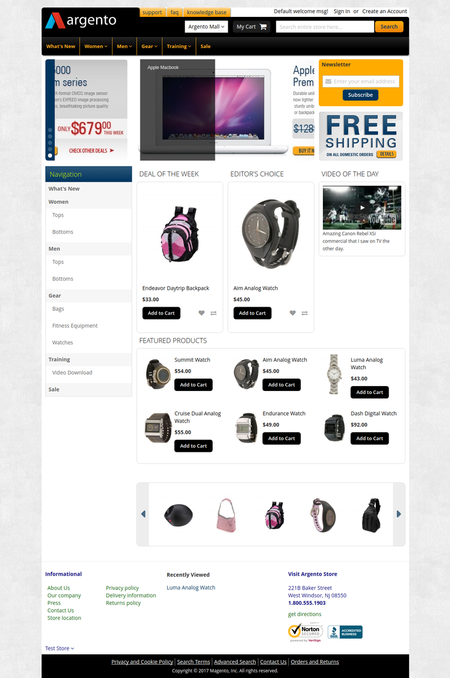 argento
support faq knowledge base
Default welcome msg! Sign In or Create an Account
Argento Mall
My Cart
Search entire store here...
Search
What's New Women Men Gear Training Sale
m series
ONLY $679.00 THIS WEEK
CHECK OUR DEALS
Apple Macbook
Apple
Prem
BUY IT
Newsletter
Enter your email address
Subscribe
FREE
SHIPPING
ON ALL DOMESTIC ORDERS DETAILS
Navigation
What's New
Women
Tops
Bottoms
Men
Tops
Bottoms
Gear
Bags
Fitness Equipment
Watches
Training
Video Download
Sale
DEAL OF THE WEEK
Endeavor Daytrip Backpack
$33.00
Add to Cart
EDITOR'S CHOICE
Aim Analog Watch
$45.00
Add to Cart
VIDEO OF THE DAY
Amazing Canon Rebel XSi
commercial that I saw on TV the
other day.
FEATURED PRODUCTS
Summit Watch
$54.00
Add to Cart
Aim Analog Watch
$45.00
Add to Cart
Luma Analog
Watch
$43.00
Add to Cart
Cruise Dual Analog
Watch
$55.00
Add to Cart
Endurance Watch
$49.00
Add to Cart
Dash Digital Watch
$92.00
Add to Cart
Informational
About Us
Our company
Press
Contact Us
Store location
Privacy policy
Delivery information
Returns policy
Recently Viewed
Luma Analog Watch
Visit Argento Store
221B Baker Street
West Windsor, NJ 08550
1.800.555.1903
get directions
Norton
SECURED
powered by VeriSign
ACCREDITED
BUSINESS
BBB
Test Store
Privacy and Cookie Policy | Search Terms | Advanced Search | Contact Us | Orders and Returns
Copyright © 2017 Magento, Inc. All rights reserved.